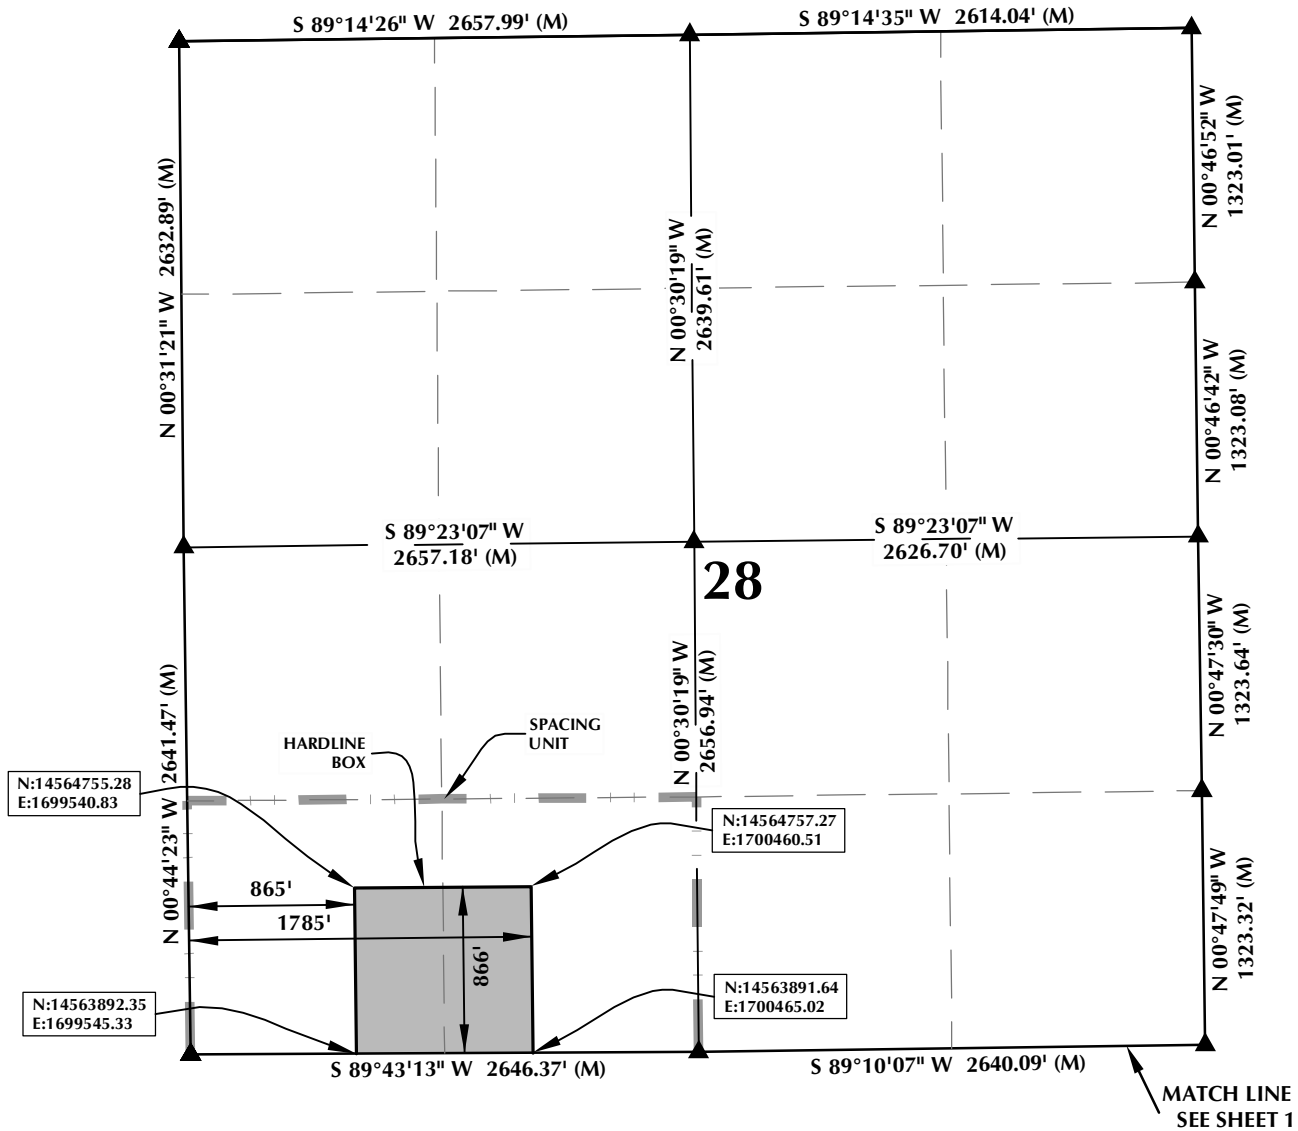 S 89°14'26" W 2657.99' (M)
S 89°14'35" W 2614.04' (M)
N 00°31'21" W 2632.89' (M)
N 00°30'19" W
2639.61' (M)
N 00°46'52" W
1323.01' (M)
N 00°46'42" W
1323.08' (M)
S 89°23'07" W
2657.18' (M)
S 89°23'07" W
2626.70' (M)
28
N 00°44'23" W 2641.47' (M)
N 00°30'19" W
2656.94' (M)
N 00°47'30" W
1323.64' (M)
HARDLINE
BOX
SPACING
UNIT
N:14564755.28
E:1699540.83
N:14564757.27
E:1700460.51
865'
1785'
866'
N 00°47'49" W
1323.32' (M)
N:14563892.35
E:1699545.33
N:14563891.64
E:1700465.02
S 89°43'13" W 2646.37' (M)
S 89°10'07" W 2640.09' (M)
MATCH LINE
SEE SHEET 1